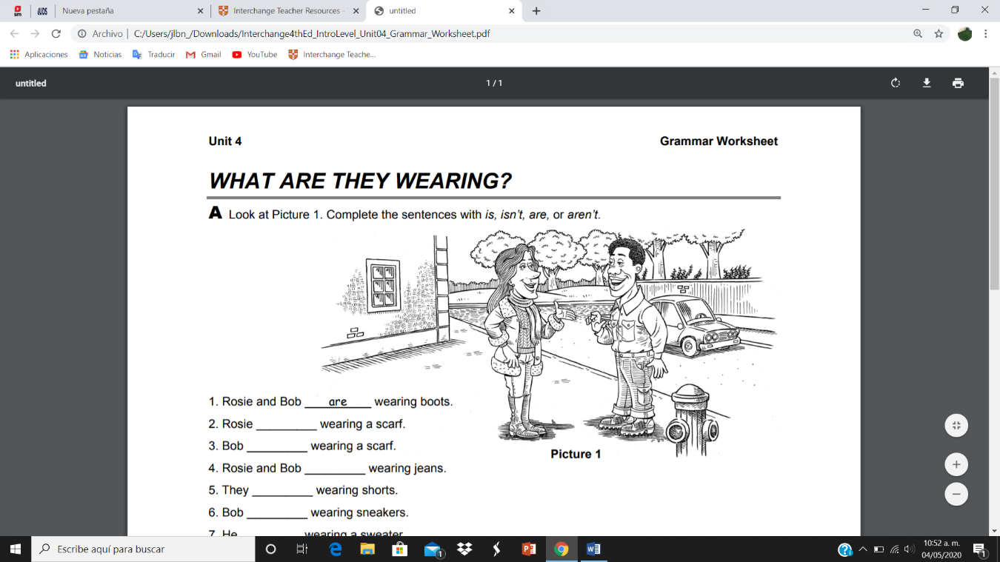 Nueva pestaña
Interchange Teacher Resources -
untitled
Archivo | C:/Users/jlbn_/Downloads/Interchange4thEd_IntroLevel_Unit04_Grammar_Worksheet.pdf
Aplicaciones Noticias Traducir Gmail YouTube Interchange Teache...
untitled 1 / 1
Unit 4 Grammar Worksheet
WHAT ARE THEY WEARING?
A Look at Picture 1. Complete the sentences with is, isn't, are, or aren't.
1. Rosie and Bob are wearing boots.
2. Rosie _________ wearing a scarf.
3. Bob _________ wearing a scarf.
Picture 1
4. Rosie and Bob _________ wearing jeans.
5. They _________ wearing shorts.
6. Bob _________ wearing sneakers.
7. He _________ wearing a sweater.
Escribe aquí para buscar
10:52 a. m.
04/05/2020